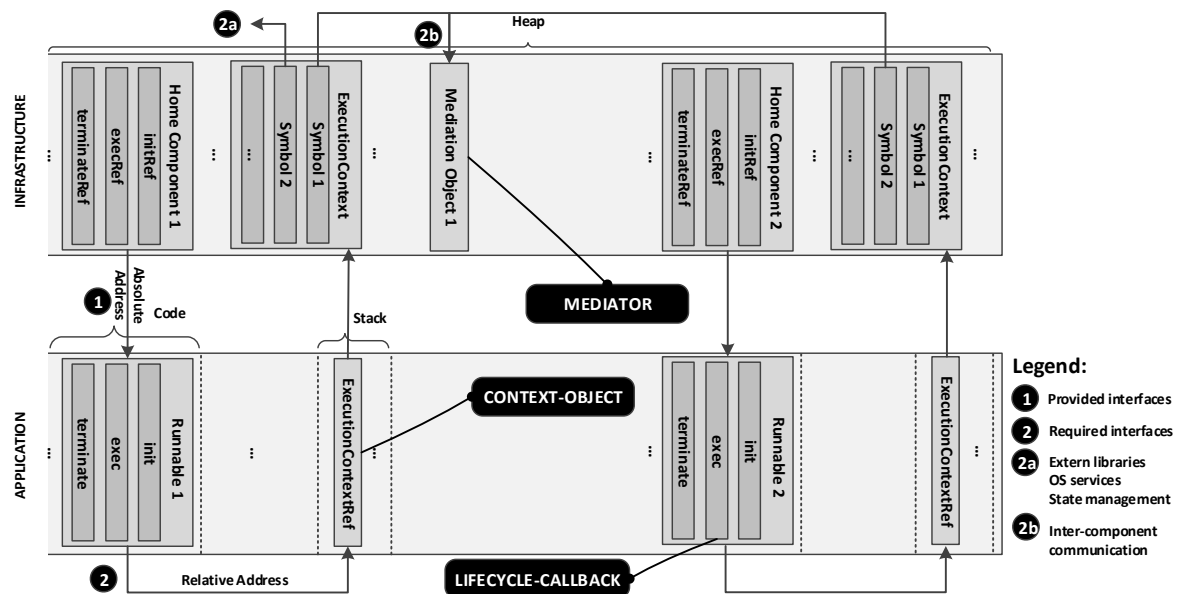 2a
2b
Heap
INFRASTRUCTURE
...
Home Component 1
initRef
execRef
terminateRef
...
ExecutionContext
Symbol 1
Symbol 2
...
...
Mediation Object 1
...
Home Component 2
initRef
execRef
terminateRef
...
ExecutionContext
Symbol 1
Symbol 2
...
...
1
Absolute
Address
Code
Stack
MEDIATOR
APPLICATION
...
Runnable 1
init
exec
terminate
...
ExecutionContextRef
...
CONTEXT-OBJECT
...
Runnable 2
init
exec
terminate
...
ExecutionContextRef
...
2
Relative Address
LIFECYCLE-CALLBACK
Legend:
1 Provided interfaces
2 Required interfaces
2a Extern libraries
OS services
State management
2b Inter-component
communication